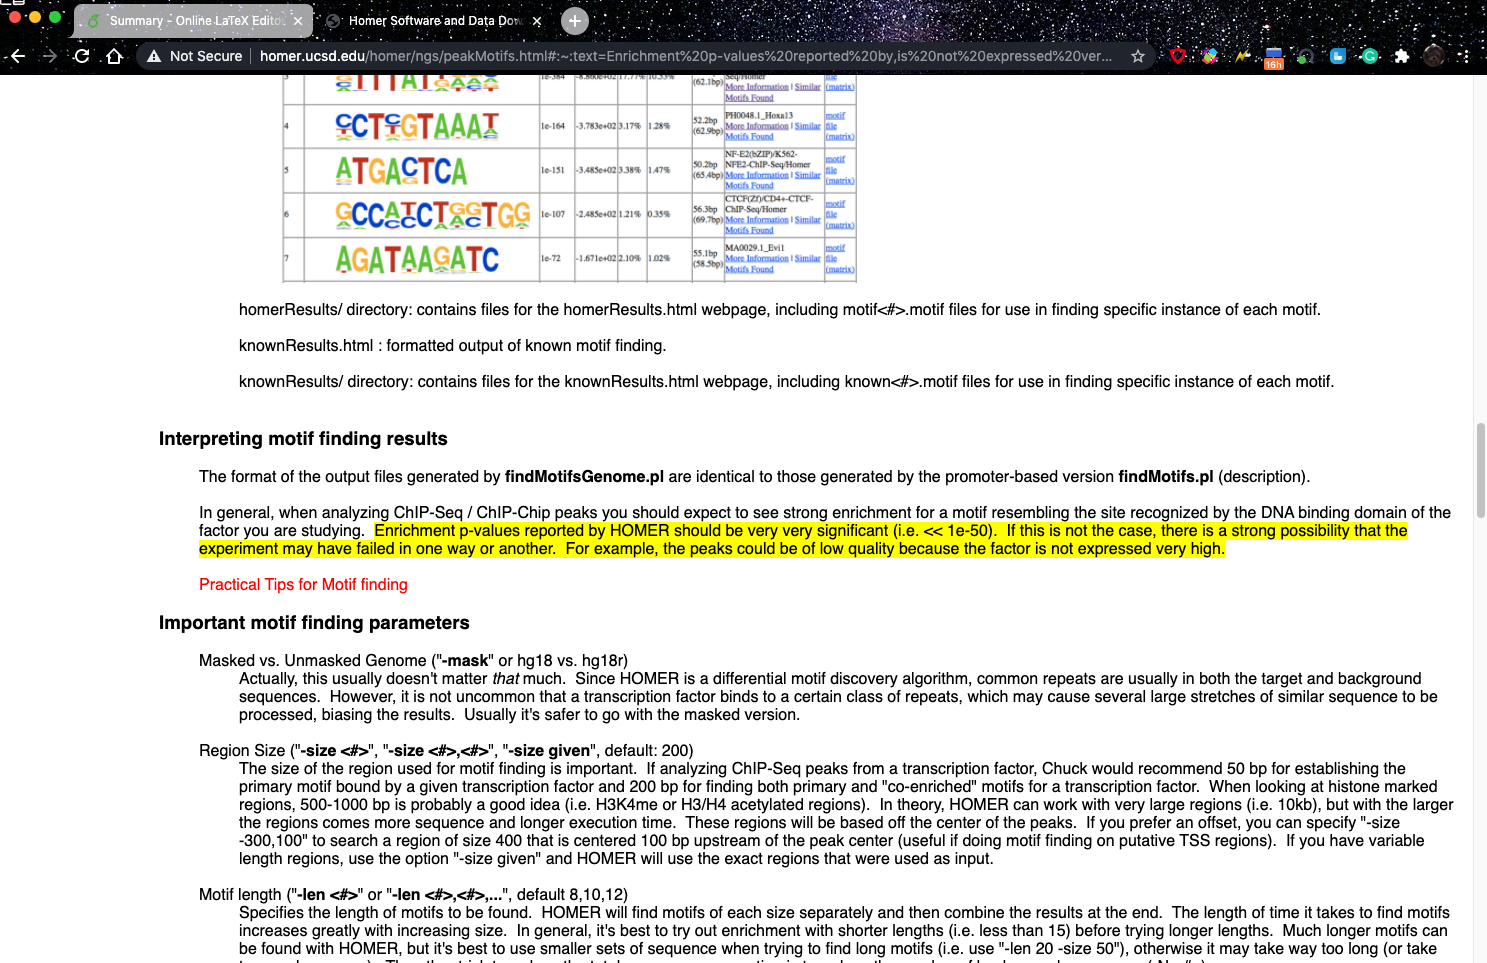 Summary - Online LaTeX Edito
Homer Software and Data Dow
Not Secure
homer.ucsd.edu/homer/ngs/peakMotifs.html#:~:text=Enrichment%20p-values%20reported%20by,is%20not%20expressed%20ver...
16h
3 TTTAT 1e-384 -8.860e+02 17.77% 10.53% (62.1bp) Seq/Homer
More Information | Similar Motifs Found
file (matrix)
4 CCTCGTAAAT 1e-164 -3.783e+02 3.17% 1.28% 52.2bp (62.9bp) PH0048.1_Hoxa13
More Information | Similar Motifs Found
motif file (matrix)
5 ATGACTCA 1e-151 -3.485e+02 3.38% 1.47% 50.2bp (65.4bp) NF-E2(bZIP)/K562-NFE2-ChIP-Seq/Homer
More Information | Similar Motifs Found
motif file (matrix)
6 GCCATCTGGTGG 1e-107 -2.485e+02 1.21% 0.35% 56.3bp (69.7bp) CTCF(Zf)/CD4+-CTCF-ChIP-Seq/Homer
More Information | Similar Motifs Found
motif file (matrix)
7 AGATAAGATC 1e-72 -1.671e+02 2.10% 1.02% 55.1bp (58.5bp) MA0029.1_Evi1
More Information | Similar Motifs Found
motif file (matrix)
homerResults/ directory: contains files for the homerResults.html webpage, including motif<#>.motif files for use in finding specific instance of each motif.
knownResults.html : formatted output of known motif finding.
knownResults/ directory: contains files for the knownResults.html webpage, including known<#>.motif files for use in finding specific instance of each motif.
Interpreting motif finding results
The format of the output files generated by findMotifsGenome.pl are identical to those generated by the promoter-based version findMotifs.pl (description).
In general, when analyzing ChIP-Seq / ChIP-Chip peaks you should expect to see strong enrichment for a motif resembling the site recognized by the DNA binding domain of the
factor you are studying.  Enrichment p-values reported by HOMER should be very very significant (i.e. << 1e-50).  If this is not the case, there is a strong possibility that the
experiment may have failed in one way or another.  For example, the peaks could be of low quality because the factor is not expressed very high.
Practical Tips for Motif finding
Important motif finding parameters
Masked vs. Unmasked Genome ("-mask" or hg18 vs. hg18r)
Actually, this usually doesn't matter that much.  Since HOMER is a differential motif discovery algorithm, common repeats are usually in both the target and background
sequences.  However, it is not uncommon that a transcription factor binds to a certain class of repeats, which may cause several large stretches of similar sequence to be
processed, biasing the results.  Usually it's safer to go with the masked version.
Region Size ("-size <#>", "-size <#>,<#>", "-size given", default: 200)
The size of the region used for motif finding is important.  If analyzing ChIP-Seq peaks from a transcription factor, Chuck would recommend 50 bp for establishing the
primary motif bound by a given transcription factor and 200 bp for finding both primary and "co-enriched" motifs for a transcription factor.  When looking at histone marked
regions, 500-1000 bp is probably a good idea (i.e. H3K4me or H3/H4 acetylated regions).  In theory, HOMER can work with very large regions (i.e. 10kb), but with the larger
the regions comes more sequence and longer execution time.  These regions will be based off the center of the peaks.  If you prefer an offset, you can specify "-size
-300,100" to search a region of size 400 that is centered 100 bp upstream of the peak center (useful if doing motif finding on putative TSS regions).  If you have variable
length regions, use the option "-size given" and HOMER will use the exact regions that were used as input.
Motif length ("-len <#>" or "-len <#>,<#>,...", default 8,10,12)
Specifies the length of motifs to be found.  HOMER will find motifs of each size separately and then combine the results at the end.  The length of time it takes to find motifs
increases greatly with increasing size.  In general, it's best to try out enrichment with shorter lengths (i.e. less than 15) before trying longer lengths.  Much longer motifs can
be found with HOMER, but it's best to use smaller sets of sequence when trying to find long motifs (i.e. use "-len 20 -size 50"), otherwise it may take way too long (or take